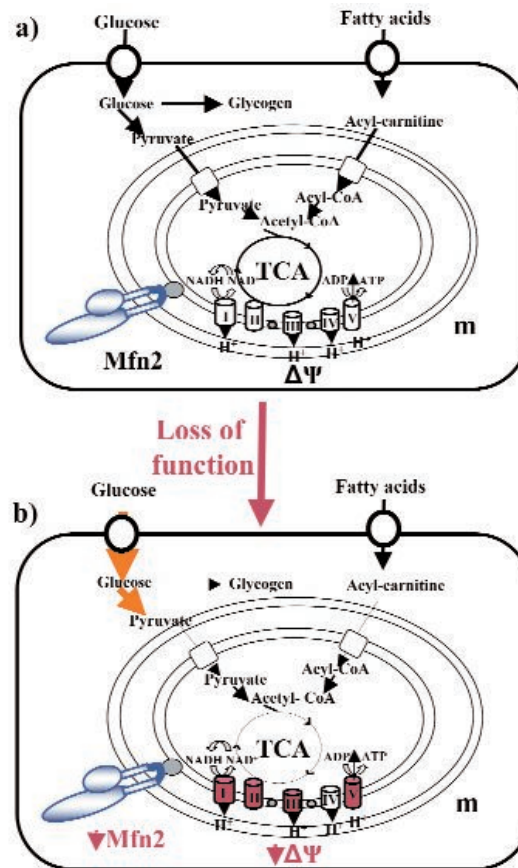 a)
Glucose
Fatty acids
Glucose
Glycogen
Acyl-carnitine
Pyruvate
Pyruvate
Acyl-CoA
Acetyl-CoA
TCA
NADH NAD⁺
ADP ATP
I II III IV V
H⁺ H⁺ H⁺ H⁺
Mfn2
ΔΨ
m
Loss of
function
b)
Glucose
Fatty acids
Glucose
Glycogen
Acyl-carnitine
Pyruvate
Pyruvate
Acyl-CoA
Acetyl- CoA
TCA
NADH NAD⁺
ADP ATP
I II III IV V
H⁺ H⁺ H⁺ H⁺
Mfn2
ΔΨ
m